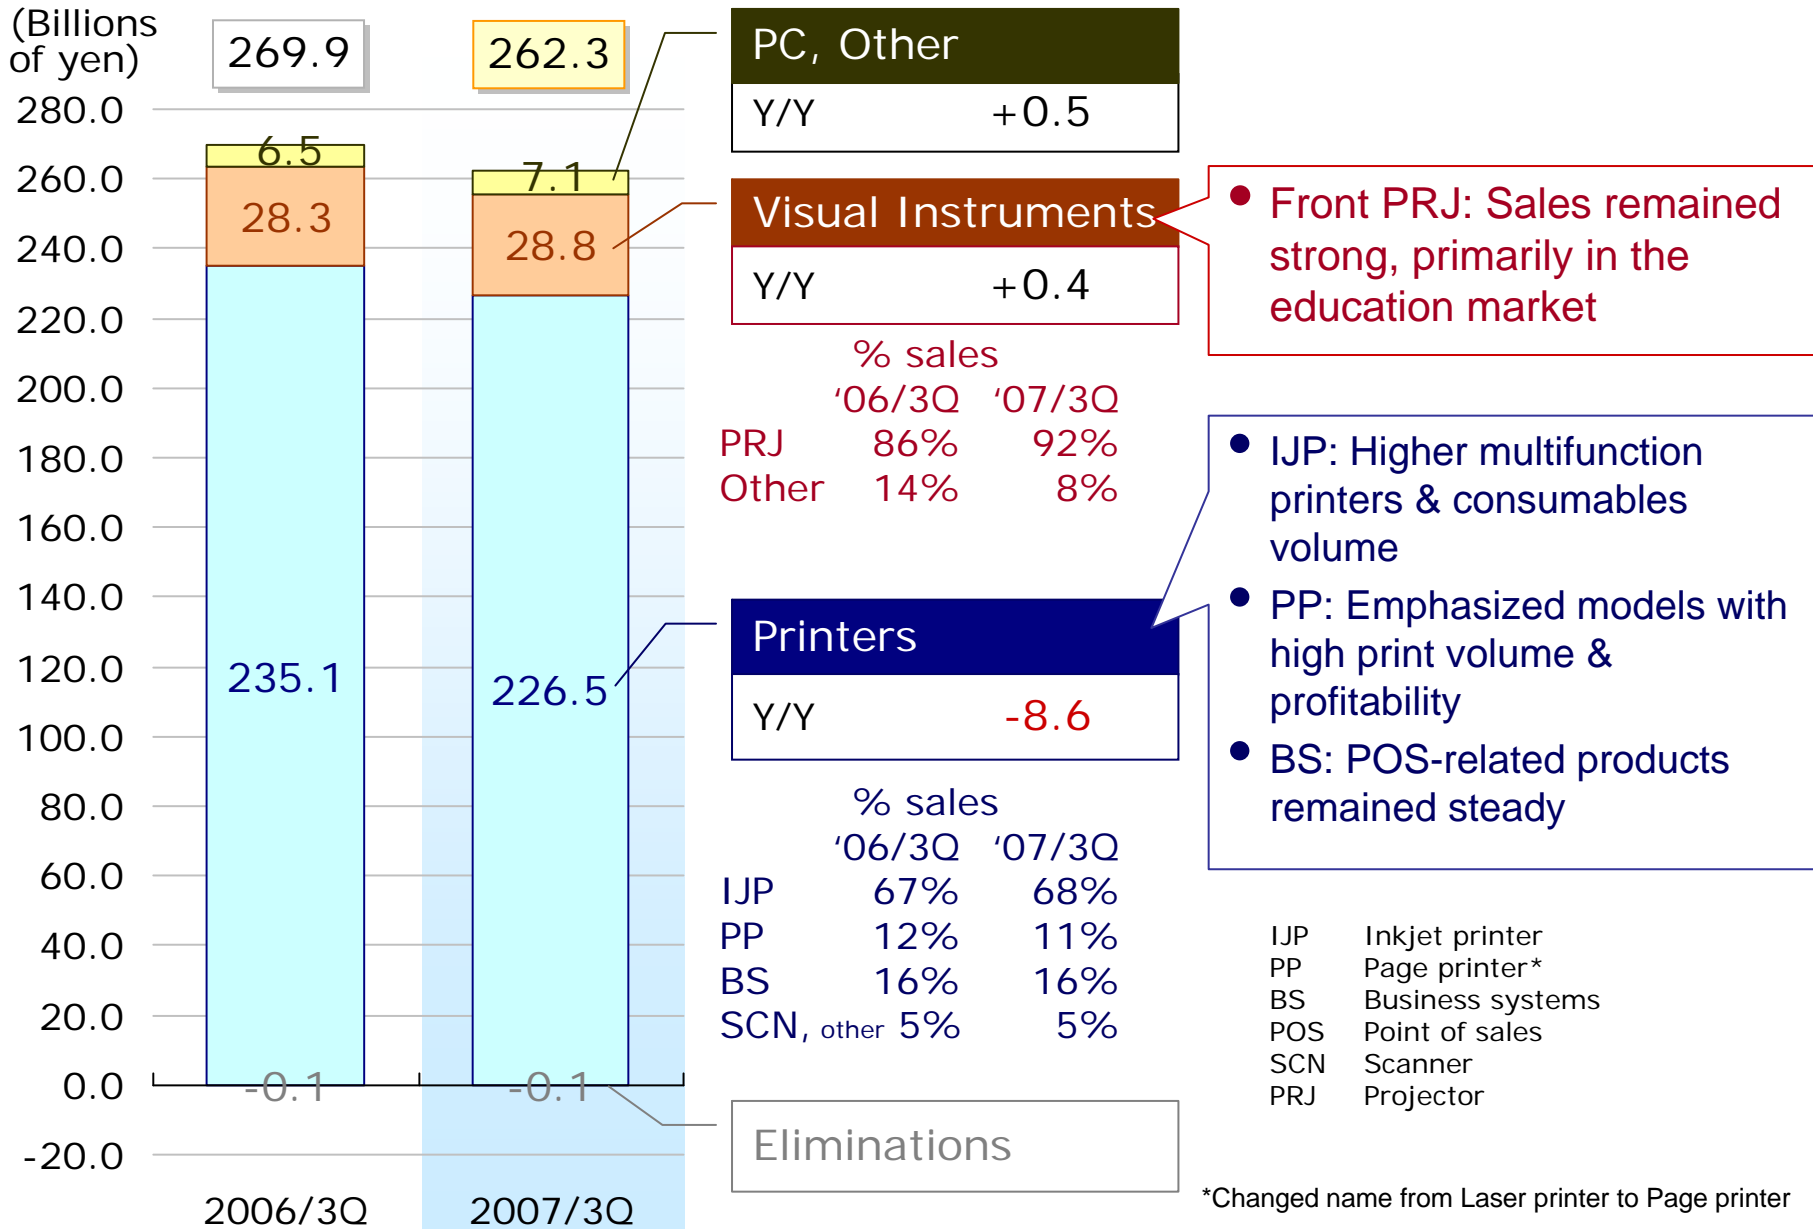 (Billions
of yen)
269.9
262.3
280.0
260.0
240.0
220.0
200.0
180.0
160.0
140.0
120.0
100.0
80.0
60.0
40.0
20.0
0.0
-20.0
6.5
28.3
235.1
-0.1
7.1
28.8
226.5
-0.1
2006/3Q
2007/3Q
PC, Other
Y/Y +0.5
Visual Instruments
Y/Y +0.4
% sales
‘06/3Q ‘07/3Q
PRJ 86% 92%
Other 14% 8%
Printers
Y/Y -8.6
% sales
‘06/3Q ‘07/3Q
IJP 67% 68%
PP 12% 11%
BS 16% 16%
SCN, other 5% 5%
Eliminations
• Front PRJ: Sales remained
strong, primarily in the
education market
• IJP: Higher multifunction
printers & consumables
volume
• PP: Emphasized models with
high print volume &
profitability
• BS: POS-related products
remained steady
IJP Inkjet printer
PP Page printer*
BS Business systems
POS Point of sales
SCN Scanner
PRJ Projector
*Changed name from Laser printer to Page printer